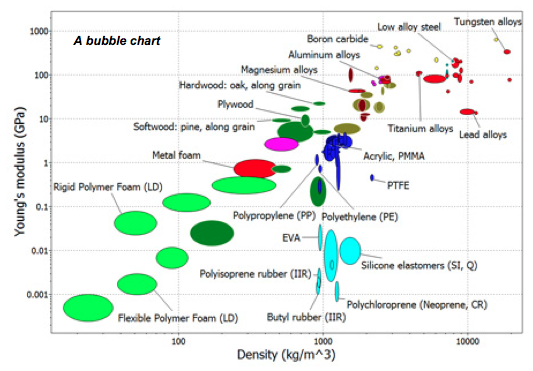 A bubble chart
Tungsten alloys
Low alloy steel
Boron carbide
Aluminum alloys
Magnesium alloys
Hardwood: oak, along grain
Plywood
Softwood: pine, along grain
Titanium alloys
Lead alloys
Metal foam
Acrylic, PMMA
Rigid Polymer Foam (LD)
PTFE
Polypropylene (PP)
Polyethylene (PE)
EVA
Silicone elastomers (SI, Q)
Polyisoprene rubber (IIR)
Polychloroprene (Neoprene, CR)
Flexible Polymer Foam (LD)
Butyl rubber (IIR)
Young's modulus (GPa)
1000
100
10
1
0.1
0.01
0.001
100
1000
10000
Density (kg/m^3)